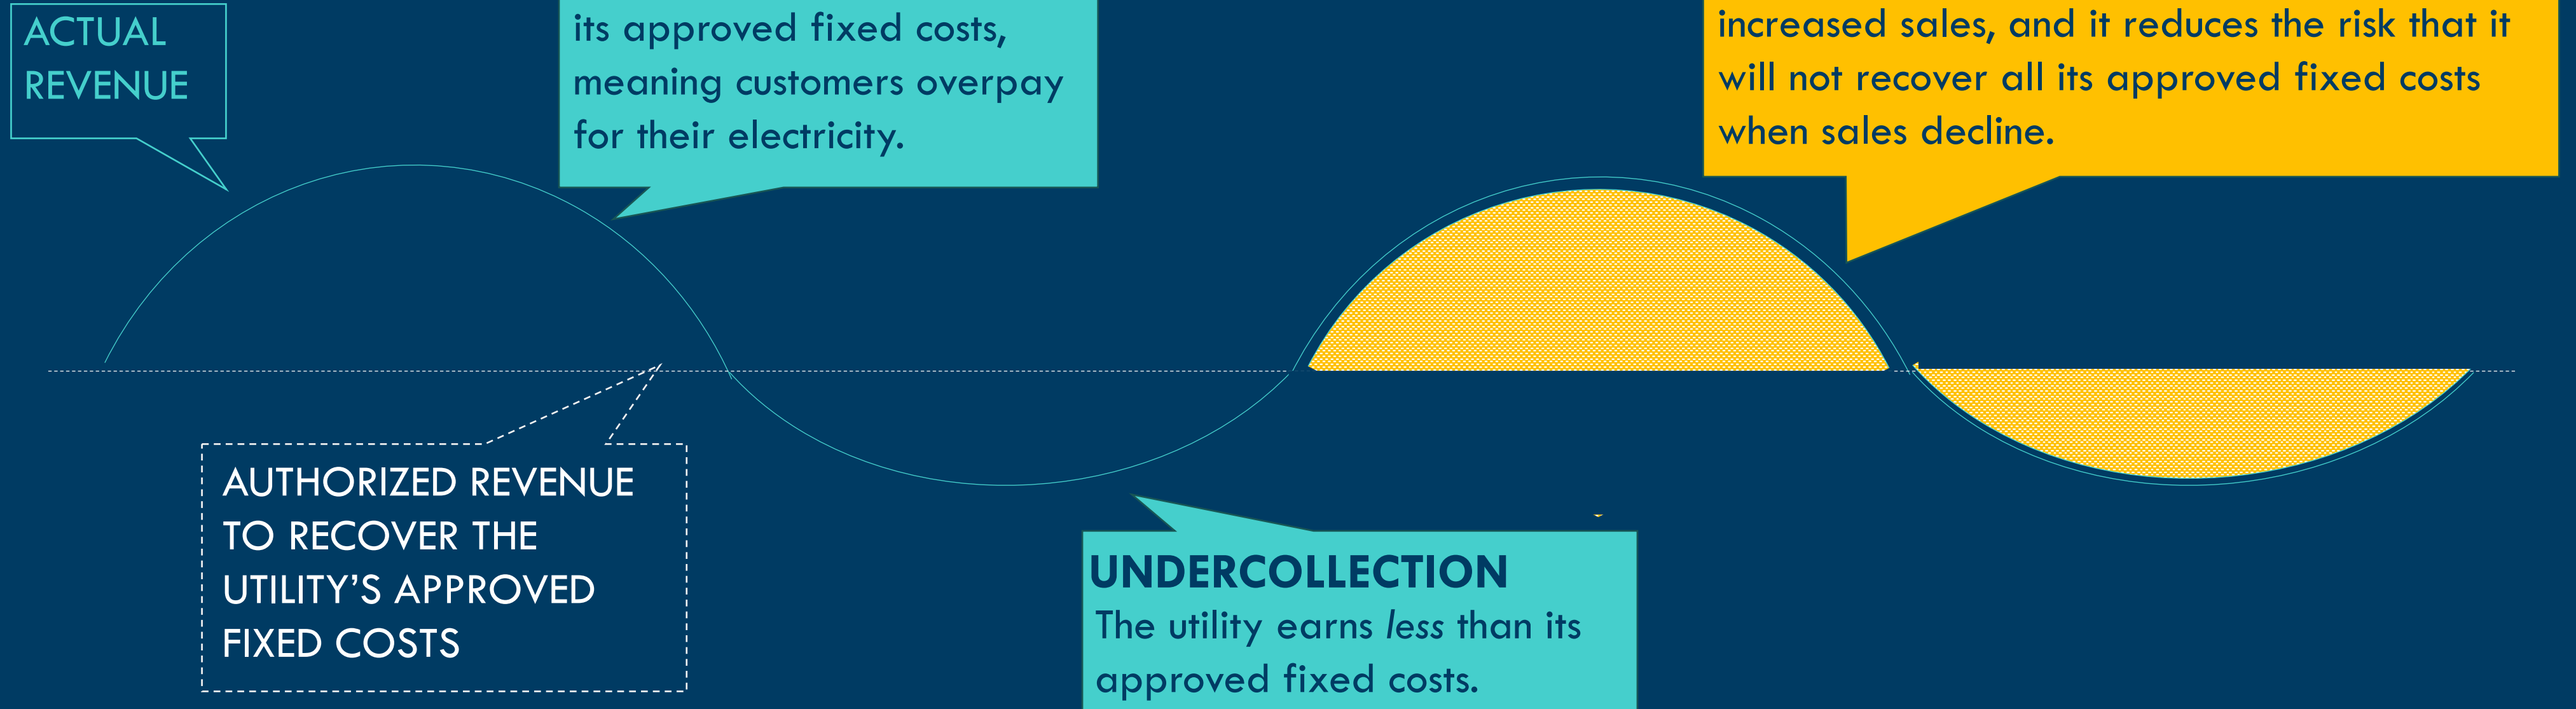 ACTUAL
REVENUE
its approved fixed costs,
meaning customers overpay
for their electricity.
increased sales, and it reduces the risk that it
will not recover all its approved fixed costs
when sales decline.
AUTHORIZED REVENUE
TO RECOVER THE
UTILITY’S APPROVED
FIXED COSTS
UNDERCOLLECTION
The utility earns less than its
approved fixed costs.